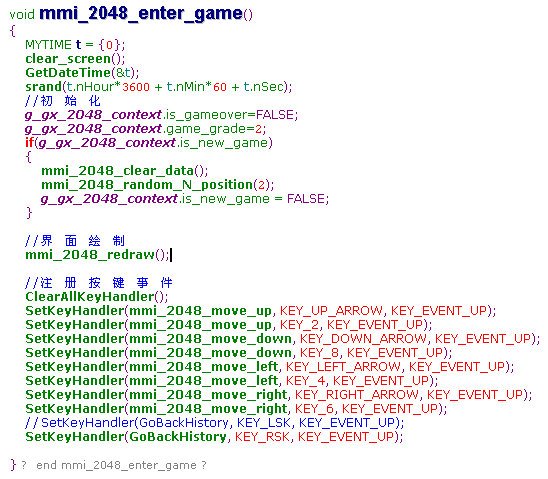 void mmi_2048_enter_game()
{
MYTIME t = {0};
clear_screen();
GetDateTime(&t);
srand(t.nHour*3600 + t.nMin*60 + t.nSec);
//初 始 化
g_gx_2048_context.is_gameover=FALSE;
g_gx_2048_context.game_grade=2;
if(g_gx_2048_context.is_new_game)
{
mmi_2048_clear_data();
mmi_2048_random_N_position(2);
g_gx_2048_context.is_new_game = FALSE;
}
//界 面 绘 制
mmi_2048_redraw();
//注 册 按 键 事 件
ClearAllKeyHandler();
SetKeyHandler(mmi_2048_move_up, KEY_UP_ARROW, KEY_EVENT_UP);
SetKeyHandler(mmi_2048_move_up, KEY_2, KEY_EVENT_UP);
SetKeyHandler(mmi_2048_move_down, KEY_DOWN_ARROW, KEY_EVENT_UP);
SetKeyHandler(mmi_2048_move_down, KEY_8, KEY_EVENT_UP);
SetKeyHandler(mmi_2048_move_left, KEY_LEFT_ARROW, KEY_EVENT_UP);
SetKeyHandler(mmi_2048_move_left, KEY_4, KEY_EVENT_UP);
SetKeyHandler(mmi_2048_move_right, KEY_RIGHT_ARROW, KEY_EVENT_UP);
SetKeyHandler(mmi_2048_move_right, KEY_6, KEY_EVENT_UP);
//SetKeyHandler(GoBackHistory, KEY_LSK, KEY_EVENT_UP);
SetKeyHandler(GoBackHistory, KEY_RSK, KEY_EVENT_UP);
} ? end mmi_2048_enter_game ?